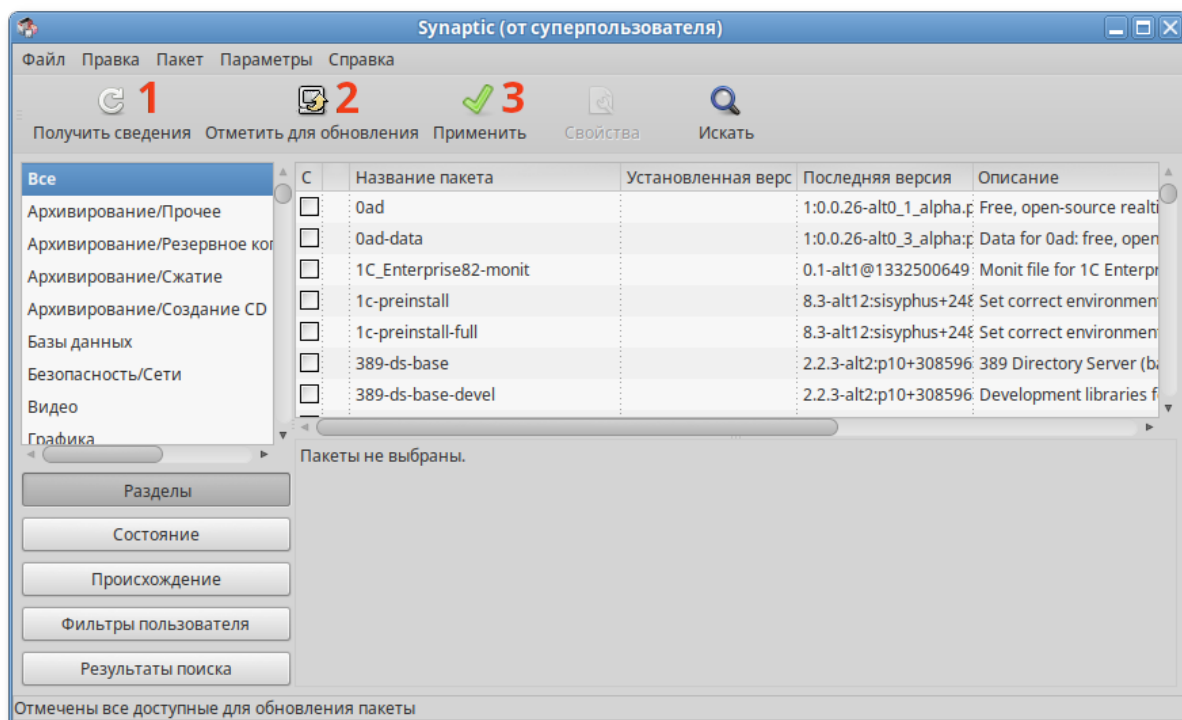 Synaptic (от суперпользователя)
Файл Правка Пакет Параметры Справка
1 2 3
Получить сведения Отметить для обновления Применить Свойства Искать
Все
Архивирование/Прочее
Архивирование/Резервное ког
Архивирование/Сжатие
Архивирование/Создание CD
Базы данных
Безопасность/Сети
Видео
Графика
С Название пакета Установленная верс Последняя версия Описание
0ad 1:0.0.26-alt0_1_alpha.p Free, open-source realti
0ad-data 1:0.0.26-alt0_3_alpha:p Data for 0ad: free, open
1C_Enterprise82-monit 0.1-alt1@1332500649 Monit file for 1C Enterpr
1c-preinstall 8.3-alt12:sisyphus+248 Set correct environmen
1c-preinstall-full 8.3-alt12:sisyphus+248 Set correct environmen
389-ds-base 2.2.3-alt2:p10+308596 389 Directory Server (ba
389-ds-base-devel 2.2.3-alt2:p10+308596 Development libraries f
Пакеты не выбраны.
Разделы
Состояние
Происхождение
Фильтры пользователя
Результаты поиска
Отмечены все доступные для обновления пакеты